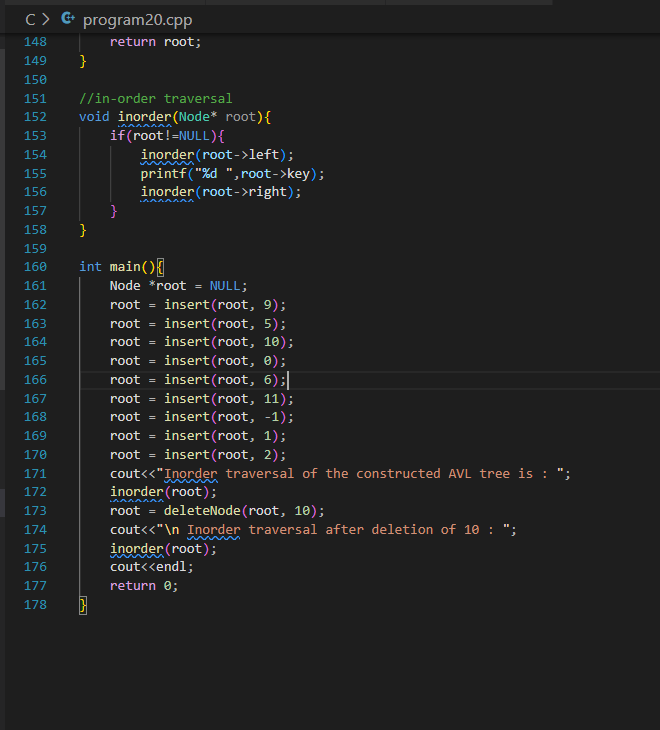 C > program20.cpp
148 return root;
149 }
150
151 //in-order traversal
152 void inorder(Node* root){
153 if(root!=NULL){
154 inorder(root->left);
155 printf("%d ",root->key);
156 inorder(root->right);
157 }
158 }
159
160 int main(){
161 Node *root = NULL;
162 root = insert(root, 9);
163 root = insert(root, 5);
164 root = insert(root, 10);
165 root = insert(root, 0);
166 root = insert(root, 6);
167 root = insert(root, 11);
168 root = insert(root, -1);
169 root = insert(root, 1);
170 root = insert(root, 2);
171 cout<<"Inorder traversal of the constructed AVL tree is : ";
172 inorder(root);
173 root = deleteNode(root, 10);
174 cout<<"\n Inorder traversal after deletion of 10 : ";
175 inorder(root);
176 cout<<endl;
177 return 0;
178 }